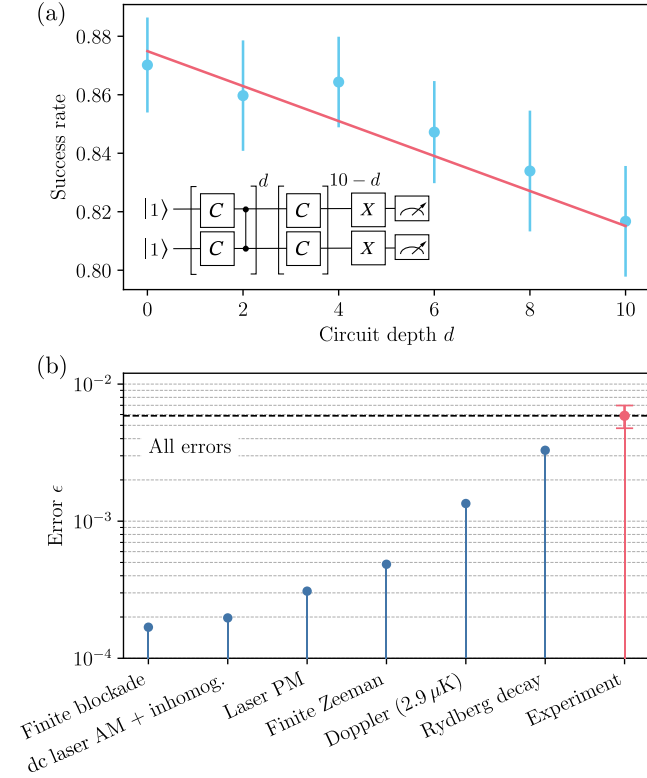 (a)
Success rate
0.88
0.86
0.84
0.82
0.80
|1⟩ C d C 10 − d X
|1⟩ C C X
0 2 4 6 8 10
Circuit depth d
(b)
Error ϵ
10⁻²
10⁻³
10⁻⁴
All errors
Finite blockade
dc laser AM + inhomog.
Laser PM
Finite Zeeman
Doppler (2.9 μK)
Rydberg decay
Experiment